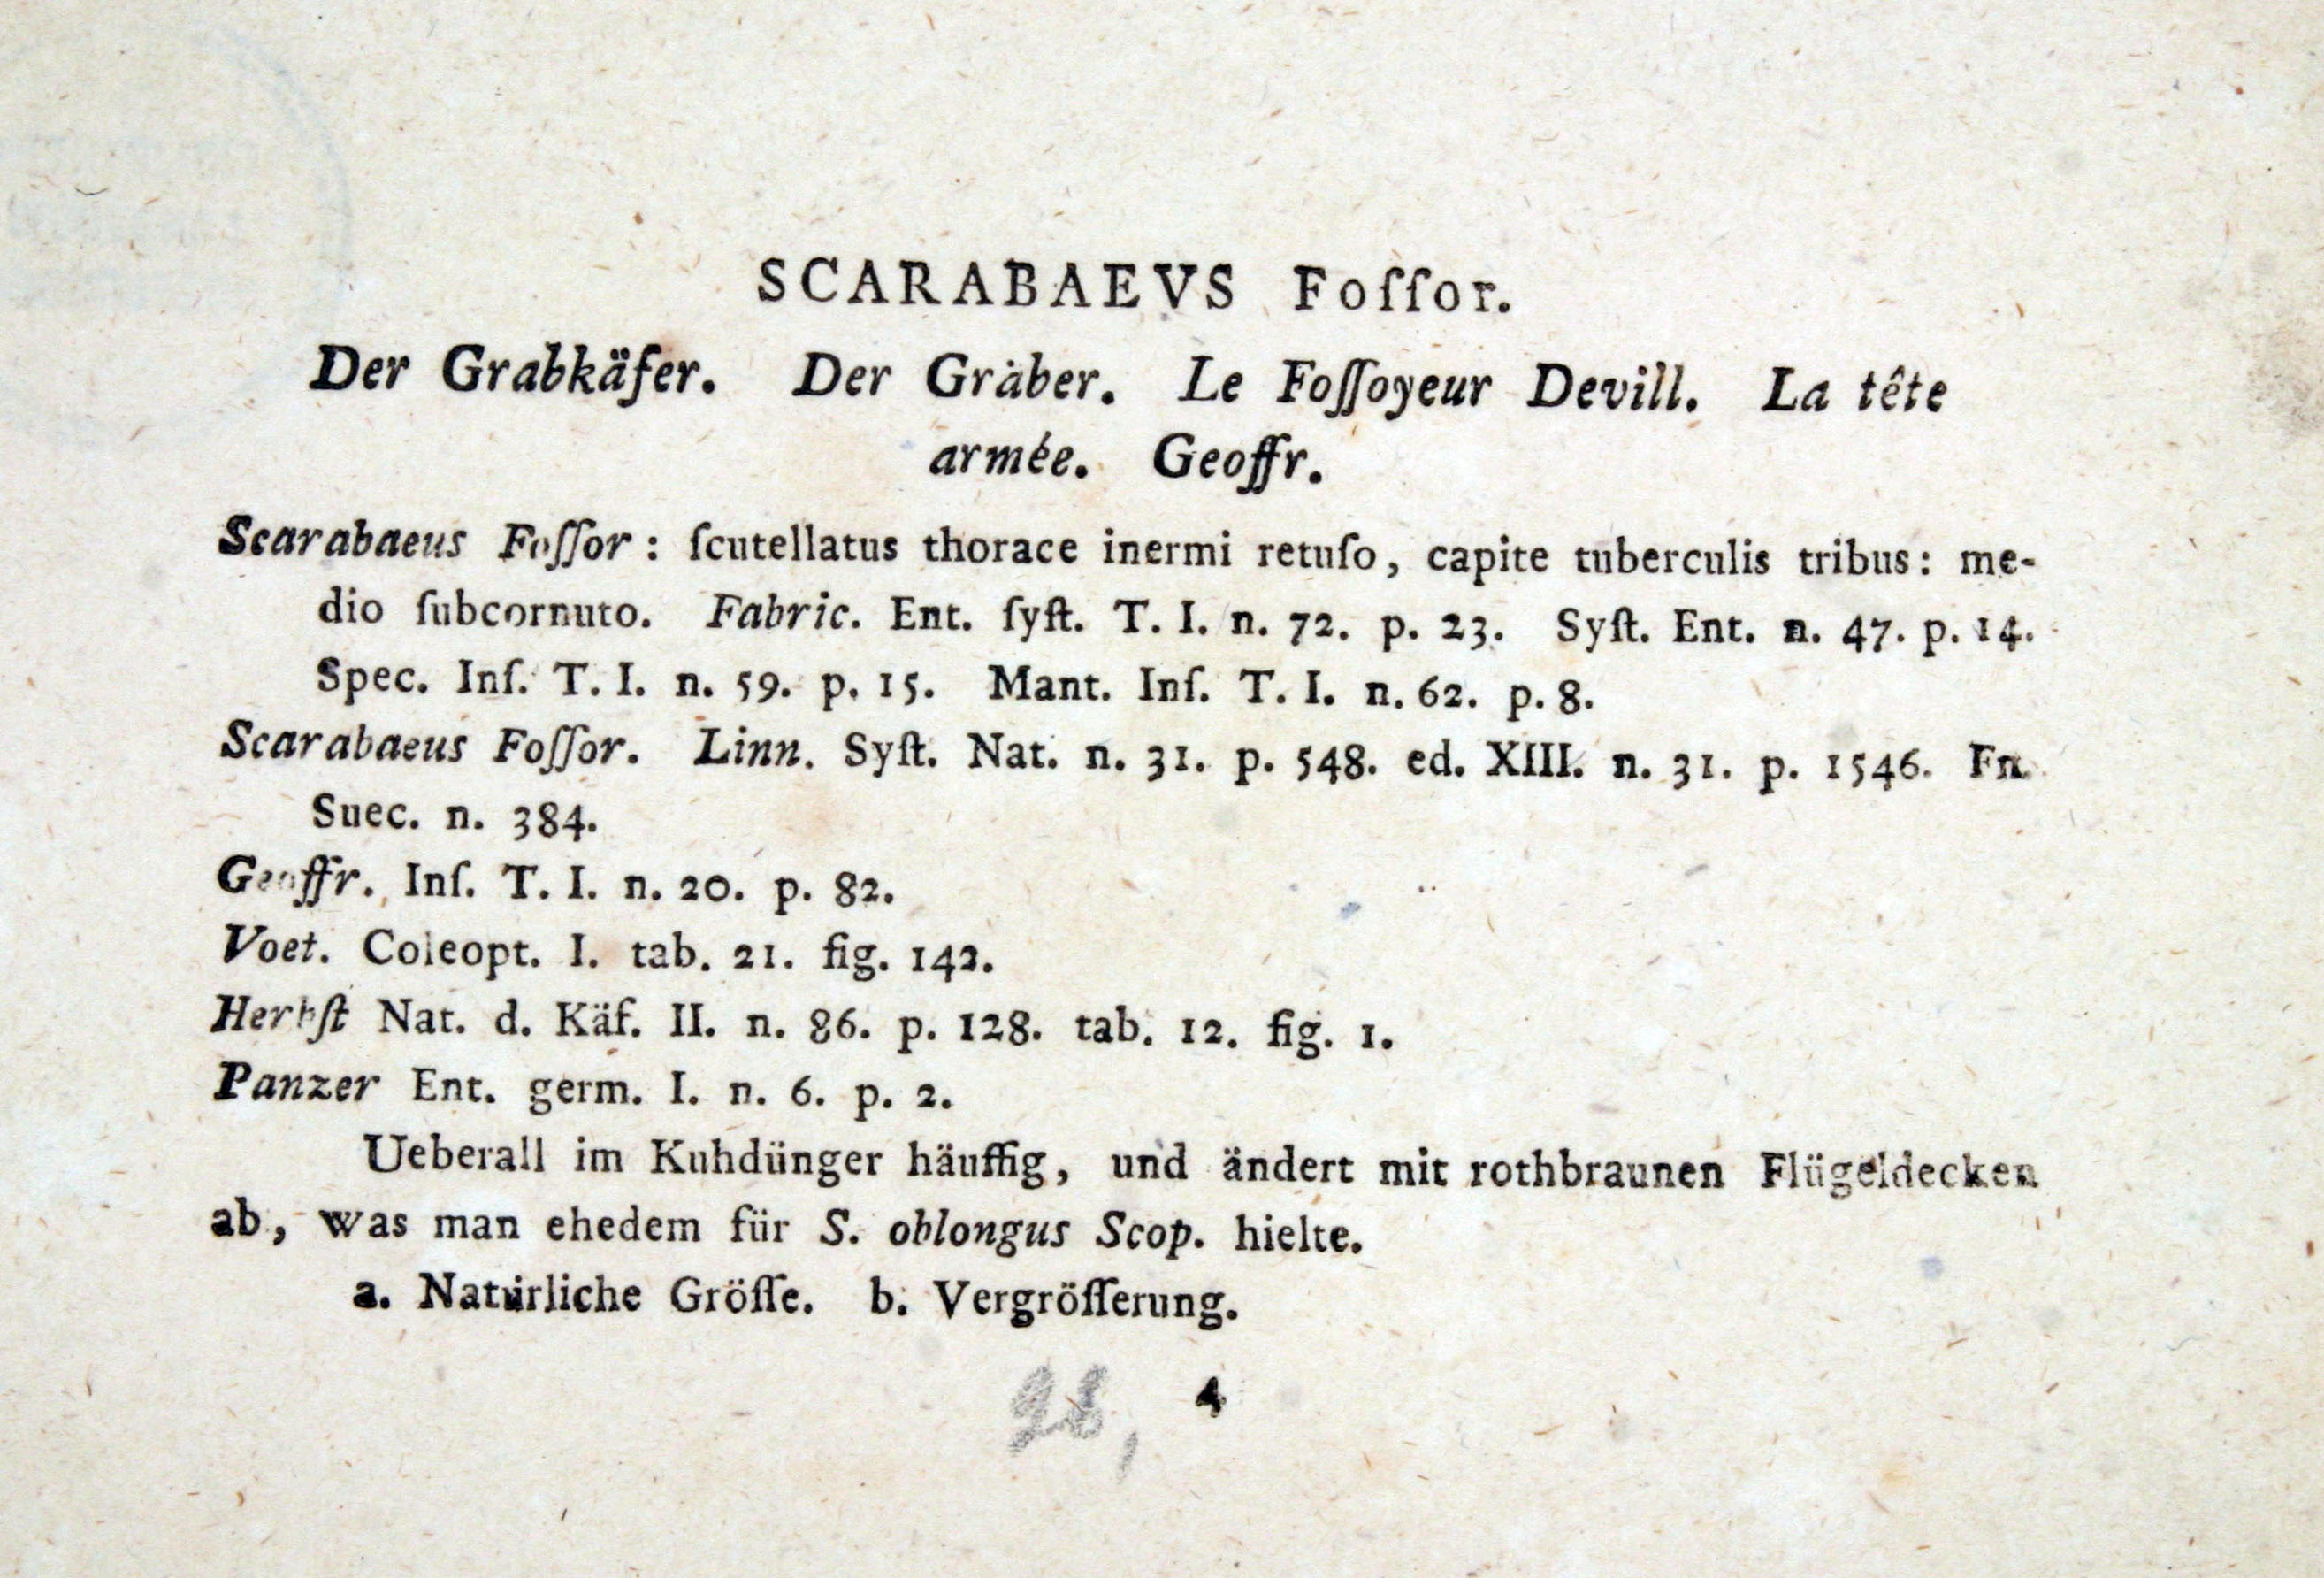 SCARABAEVS Foſſor.
Der Grabkäfer. Der Gräber. Le Foſſoyeur Devill. La tête
armée. Geoffr.
Scarabaeus Foſſor: ſcutellatus thorace inermi retuſo, capite tuberculis tribus: me-
dio ſubcornuto. Fabric. Ent. ſyſt. T. I. n. 72. p. 23. Syſt. Ent. n. 47. p. 14.
Spec. Inſ. T. I. n. 59. p. 15. Mant. Inſ. T. I. n. 62. p. 8.
Scarabaeus Foſſor. Linn. Syſt. Nat. n. 31. p. 548. ed. XIII. n. 31. p. 1546. Fn.
Suec. n. 384.
Geoffr. Inſ. T. I. n. 20. p. 82.
Voet. Coleopt. I. tab. 21. fig. 142.
Herbſt Nat. d. Käf. II. n. 86. p. 128. tab. 12. fig. 1.
Panzer Ent. germ. I. n. 6. p. 2.
Ueberall im Kuhdünger häuffig, und ändert mit rothbraunen Flügeldecken
ab, was man ehedem für S. oblongus Scop. hielte.
a. Natürliche Gröſſe. b. Vergröſſerung.
28, 4